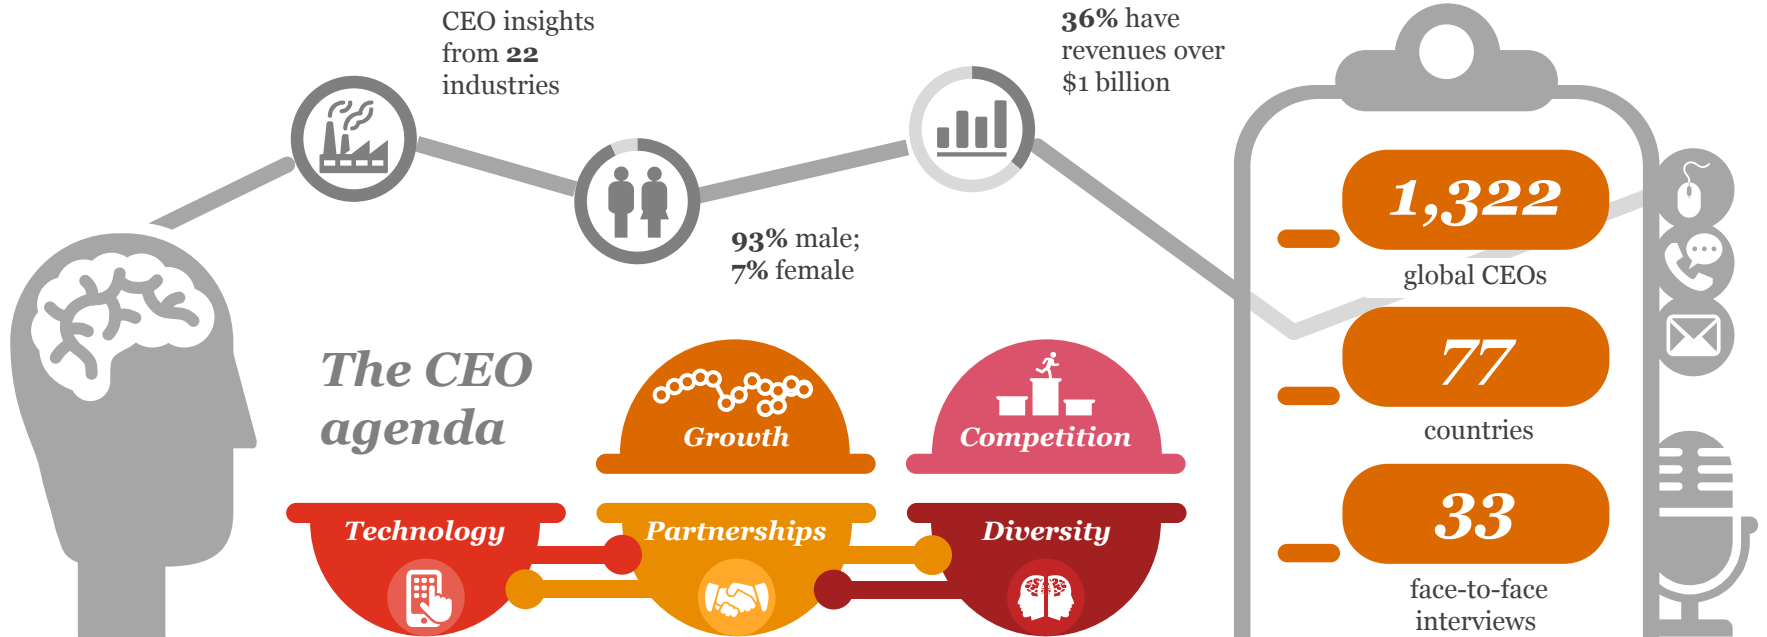 CEO insights
from 22
industries
93% male;
7% female
36% have
revenues over
$1 billion
1,322
global CEOs
77
countries
33
face-to-face
interviews
The CEO
agenda
Growth
Competition
Technology
Partnerships
Diversity